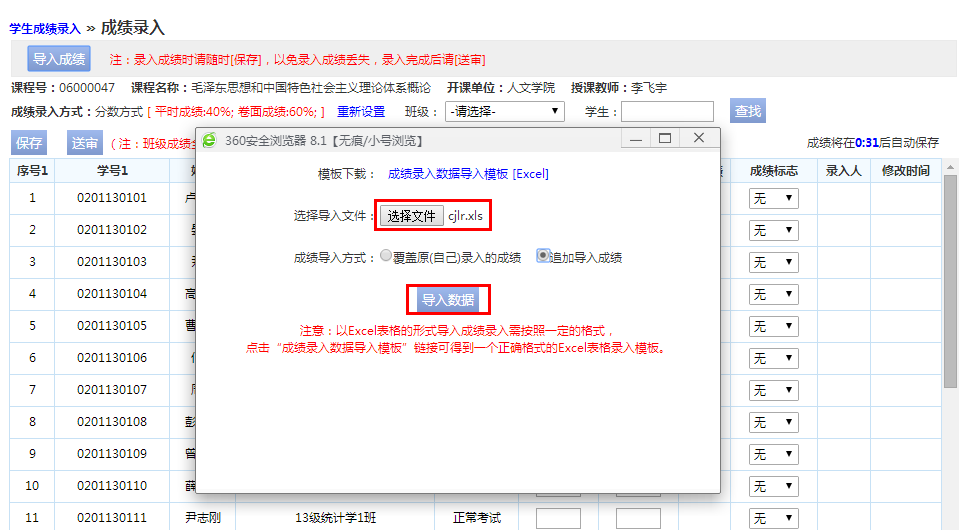 学生成绩录入 » 成绩录入
导入成绩 注：录入成绩时请随时[保存]，以免录入成绩丢失，录入完成后请[送审]
课程号：06000047 课程名称：毛泽东思想和中国特色社会主义理论体系概论 开课单位：人文学院 授课教师：李飞宇
成绩录入方式：分数方式 [ 平时成绩:40%; 卷面成绩:60%; ] 重新设置 班级： -请选择- 学生： 查找
保存 送审 (注：班级成绩 成绩将在0:31后自动保存
序号1 学号1 成绩标志 录入人 修改时间
360安全浏览器 8.1【无痕/小号浏览】
模板下载： 成绩录入数据导入模板 [Excel]
选择导入文件： 选择文件 cjlr.xls
成绩导入方式： 覆盖原(自己)录入的成绩 追加导入成绩
导入数据
注意：以Excel表格的形式导入成绩录入需按照一定的格式，
点击“成绩录入数据导入模板”链接可得到一个正确格式的Excel表格录入模板。
1 0201130101 卢 无
2 0201130102 无
3 0201130103 无
4 0201130104 高 无
5 0201130105 曹 无
6 0201130106 无
7 0201130107 无
8 0201130108 彭 无
9 0201130109 曾 无
10 0201130110 薛 无
11 0201130111 尹志刚 13级统计学1班 正常考试 无